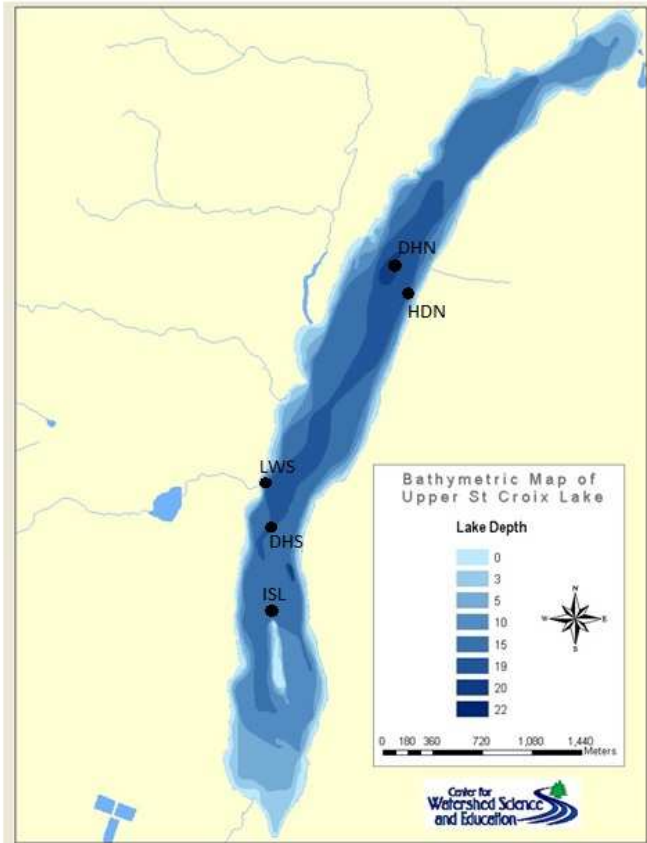 DHN
HDN
LWS
DHS
ISL
Bathymetric Map of
Upper St Croix Lake
Lake Depth
0
3
5
10
15
19
20
22
N
W E
S
0 180 360 720 1,080 1,440
Meters
Center for
Watershed Science
and Education